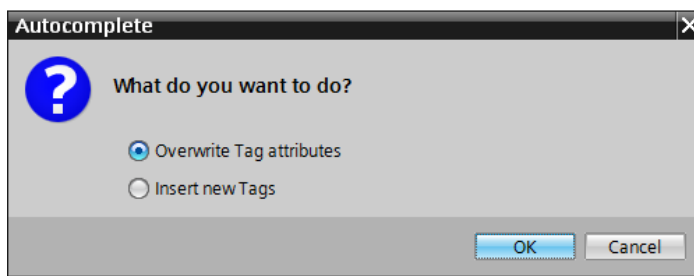 Autocomplete
What do you want to do?
Overwrite Tag attributes
Insert new Tags
OK Cancel